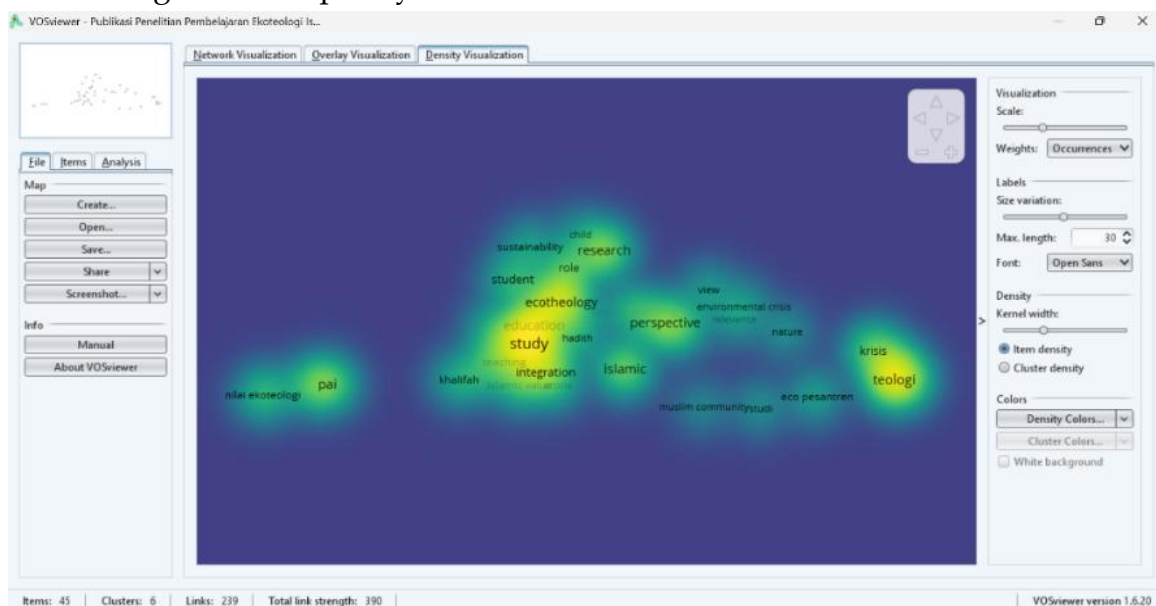 VOSviewer - Publikasi Penelitian Pembelajaran Ekoteologi Is...
Network Visualization Overlay Visualization Density Visualization
File Items Analysis
Map
Create...
Open...
Save...
Share
Screenshot...
Info
Manual
About VOSviewer
child
sustainability research
role
student
ecotheology
education
study hadith
teaching
integration
khalifah
islamic
perspective
view
environmental crisis
relevance
nature
krisis
teologi
eco pesantren
muslim community studi
pai
nilai ekoteologi
Visualization
Scale:
Weights: Occurrences
Labels
Size variation:
Max. length: 30
Font: Open Sans
Density
Kernel width:
Item density
Cluster density
Colors
Density Colors...
Cluster Colors...
White background
Items: 45 Clusters: 6 Links: 239 Total link strength: 390 VOSviewer version 1.6.20